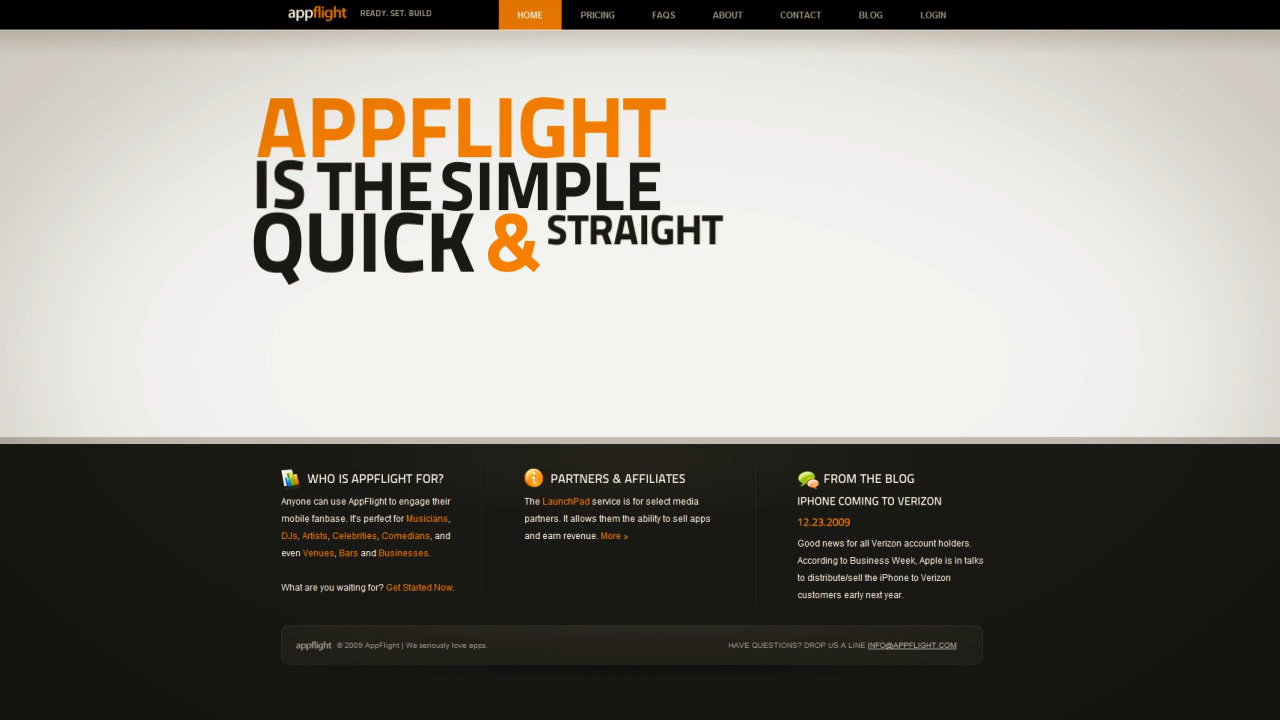 appflight READY. SET. BUILD HOME PRICING FAQS ABOUT CONTACT BLOG LOGIN
APPFLIGHT
IS THE SIMPLE
QUICK & STRAIGHT
WHO IS APPFLIGHT FOR?
Anyone can use AppFlight to engage their
mobile fanbase. It's perfect for Musicians,
DJs, Artists, Celebrities, Comedians, and
even Venues, Bars and Businesses.
What are you waiting for? Get Started Now.
PARTNERS & AFFILIATES
The LaunchPad service is for select media
partners. It allows them the ability to sell apps
and earn revenue. More »
FROM THE BLOG
IPHONE COMING TO VERIZON
12.23.2009
Good news for all Verizon account holders.
According to Business Week, Apple is in talks
to distribute/sell the iPhone to Verizon
customers early next year.
appflight © 2009 AppFlight | We seriously love apps. HAVE QUESTIONS? DROP US A LINE INFO@APPFLIGHT.COM